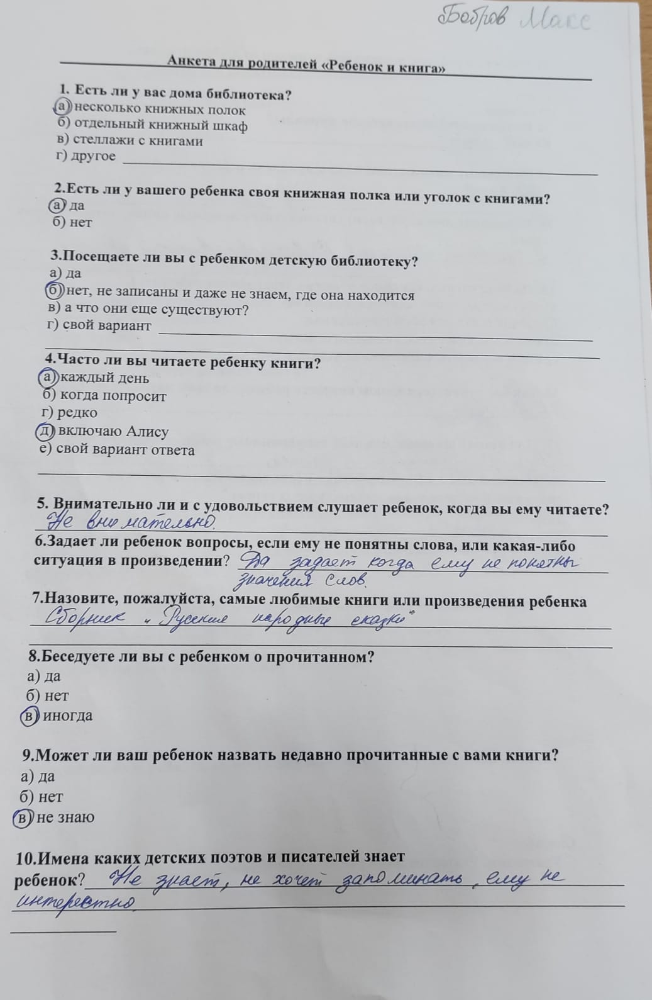 Бобров Макс
Анкета для родителей «Ребенок и книга»
1. Есть ли у вас дома библиотека?
а) несколько книжных полок
б) отдельный книжный шкаф
в) стеллажи с книгами
г) другое
2.Есть ли у вашего ребенка своя книжная полка или уголок с книгами?
а) да
б) нет
3.Посещаете ли вы с ребенком детскую библиотеку?
а) да
б) нет, не записаны и даже не знаем, где она находится
в) а что они еще существуют?
г) свой вариант
4.Часто ли вы читаете ребенку книги?
а) каждый день
б) когда попросит
г) редко
д) включаю Алису
е) свой вариант ответа
5. Внимательно ли и с удовольствием слушает ребенок, когда вы ему читаете?
Не внимательно.
6.Задает ли ребенок вопросы, если ему не понятны слова, или какая-либо
ситуация в произведении? Да задает когда ему не понятны
значения слов.
7.Назовите, пожалуйста, самые любимые книги или произведения ребенка
Сборник „Русские народные сказки"
8.Беседуете ли вы с ребенком о прочитанном?
а) да
б) нет
в) иногда
9.Может ли ваш ребенок назвать недавно прочитанные с вами книги?
а) да
б) нет
в) не знаю
10.Имена каких детских поэтов и писателей знает
ребенок? Не знает, не хочет запоминать, ему не
интерестно.